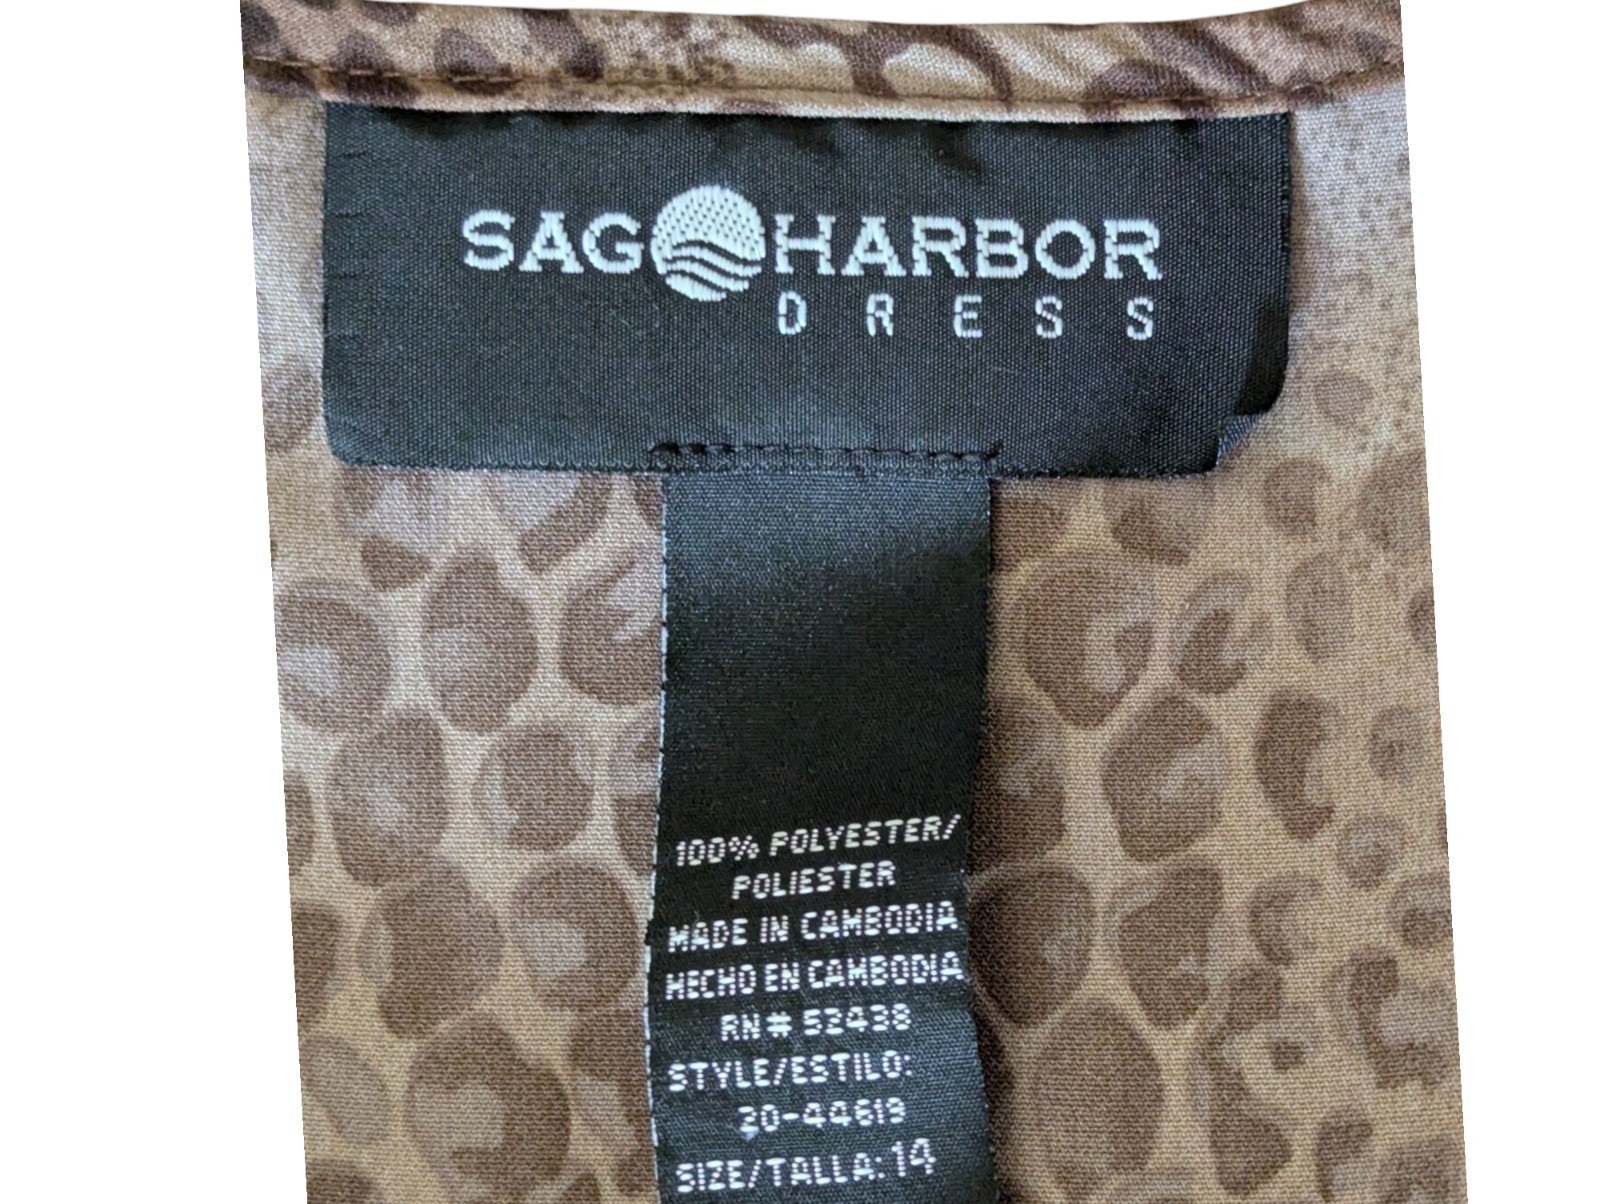 SAG HARBOR
DRESS
100% POLYESTER/
POLIESTER
MADE IN CAMBODIA
HECHO EN CAMBODIA
RN # 52438
STYLE/ESTILO:
20-44619
SIZE/TALLA:14